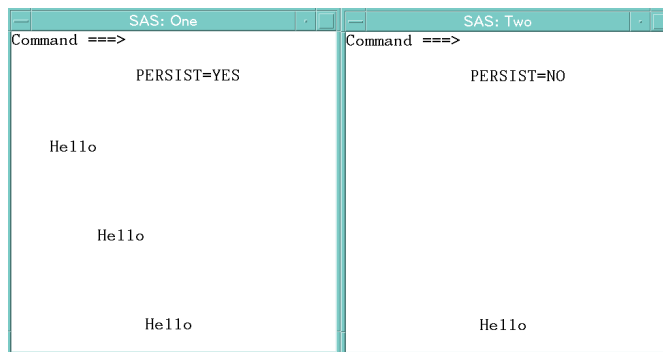 SAS: One
Command ===>
PERSIST=YES
Hello
Hello
Hello
SAS: Two
Command ===>
PERSIST=NO
Hello